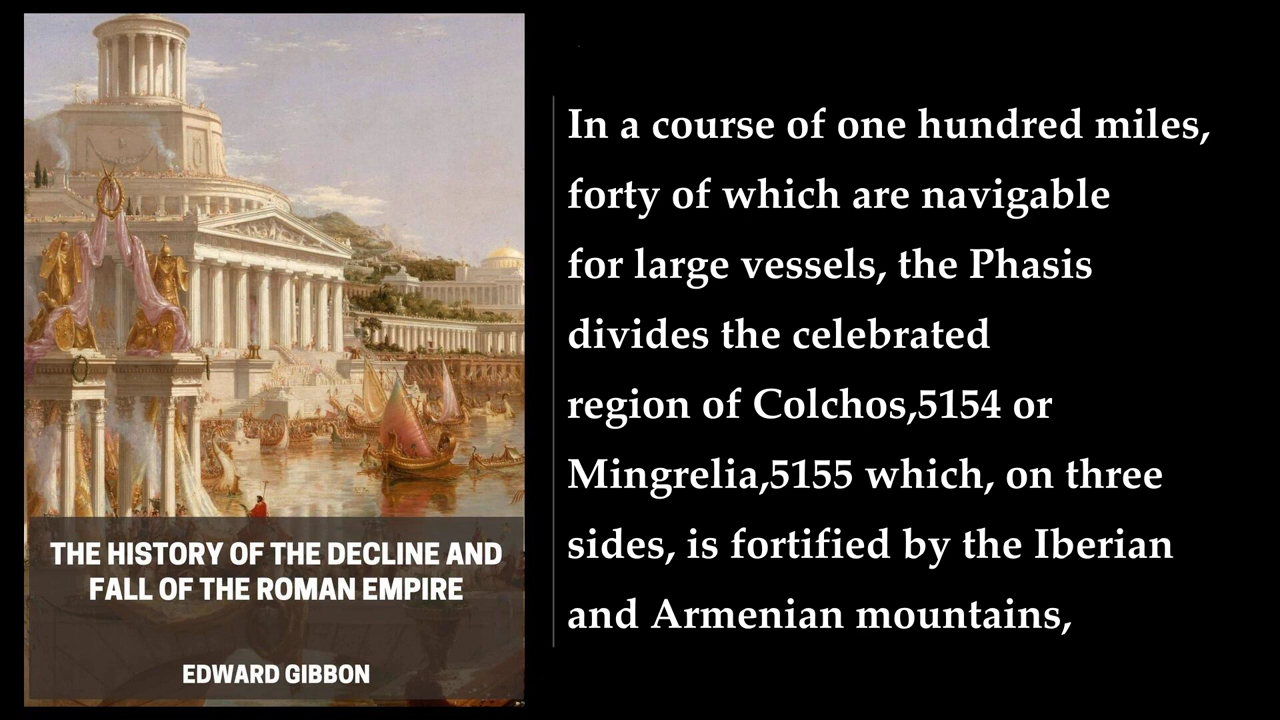 THE HISTORY OF THE DECLINE AND
FALL OF THE ROMAN EMPIRE
EDWARD GIBBON
In a course of one hundred miles,
forty of which are navigable
for large vessels, the Phasis
divides the celebrated
region of Colchos,5154 or
Mingrelia,5155 which, on three
sides, is fortified by the Iberian
and Armenian mountains,